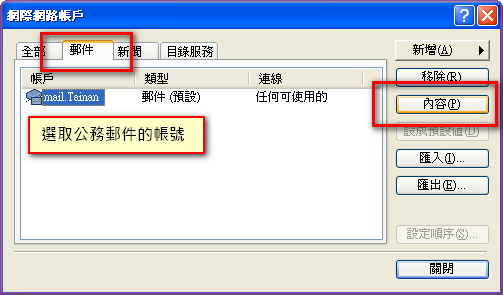 網際網路帳戶
全部 郵件 新聞 目錄服務
新增(A)
帳戶 類型 連線
移除(R)
mail.Tainan 郵件 (預設) 任何可使用的
內容(P)
選取公務郵件的帳號
設成預設值(D)
匯入(I)...
匯出(E)...
設定順序(S)...
關閉